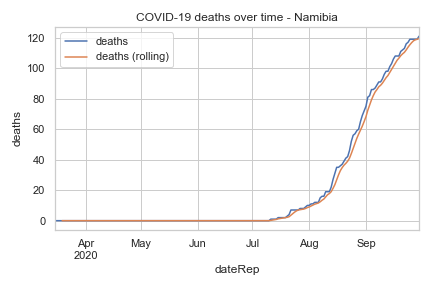 COVID-19 deaths over time - Namibia
deaths
deaths (rolling)
deaths
120
100
80
60
40
20
0
Apr May Jun Jul Aug Sep
2020
dateRep